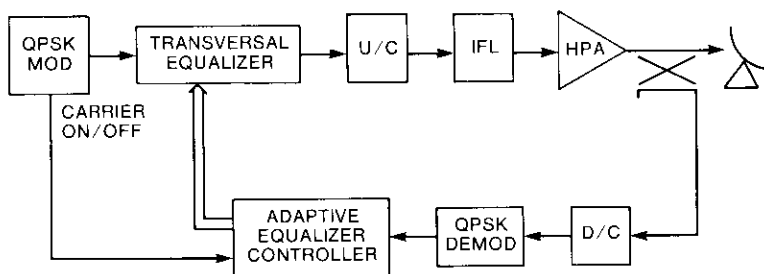 QPSK
MOD
TRANSVERSAL
EQUALIZER
U/C
IFL
HPA
CARRIER
ON/OFF
ADAPTIVE
EQUALIZER
CONTROLLER
QPSK
DEMOD
D/C